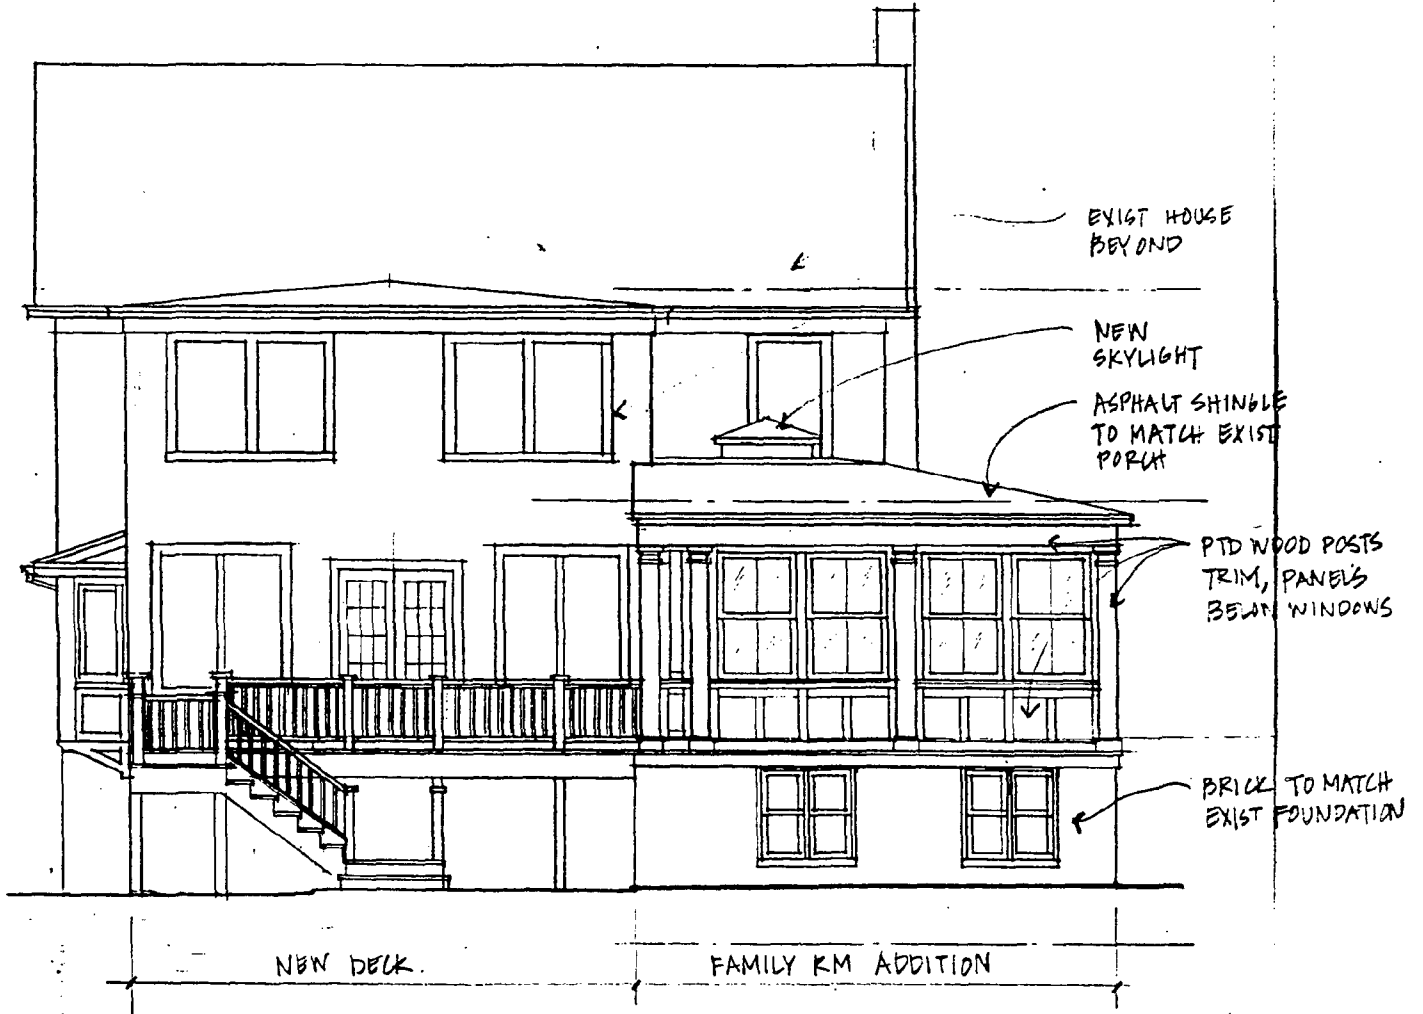 EXIST HOUSE
BEYOND
NEW
SKYLIGHT
ASPHALT SHINGLE
TO MATCH EXIST
PORCH
PTD WOOD POSTS
TRIM, PANELS
BELOW WINDOWS
BRICK TO MATCH
EXIST FOUNDATION
NEW DECK.
FAMILY RM ADDITION